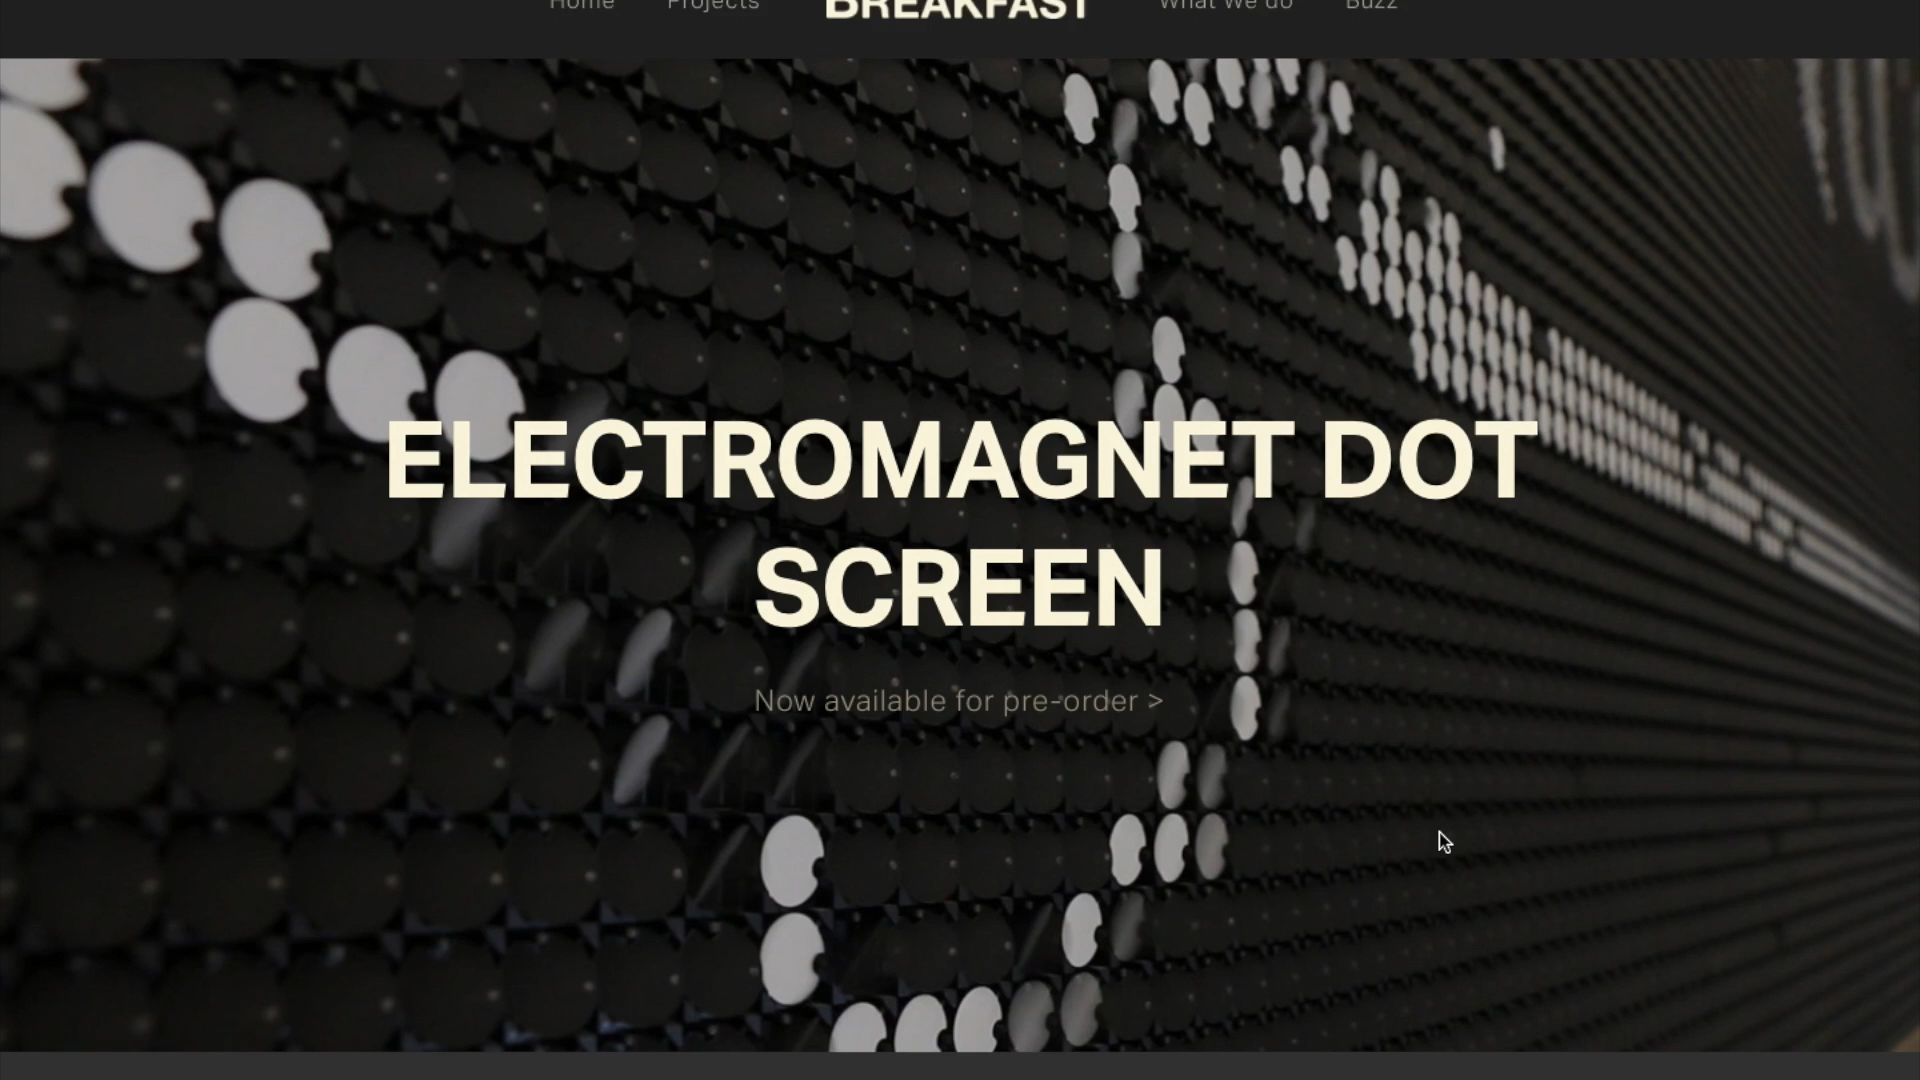 Home Projects BREAKFAST What We do Buzz
ELECTROMAGNET DOT
SCREEN
Now available for pre-order >